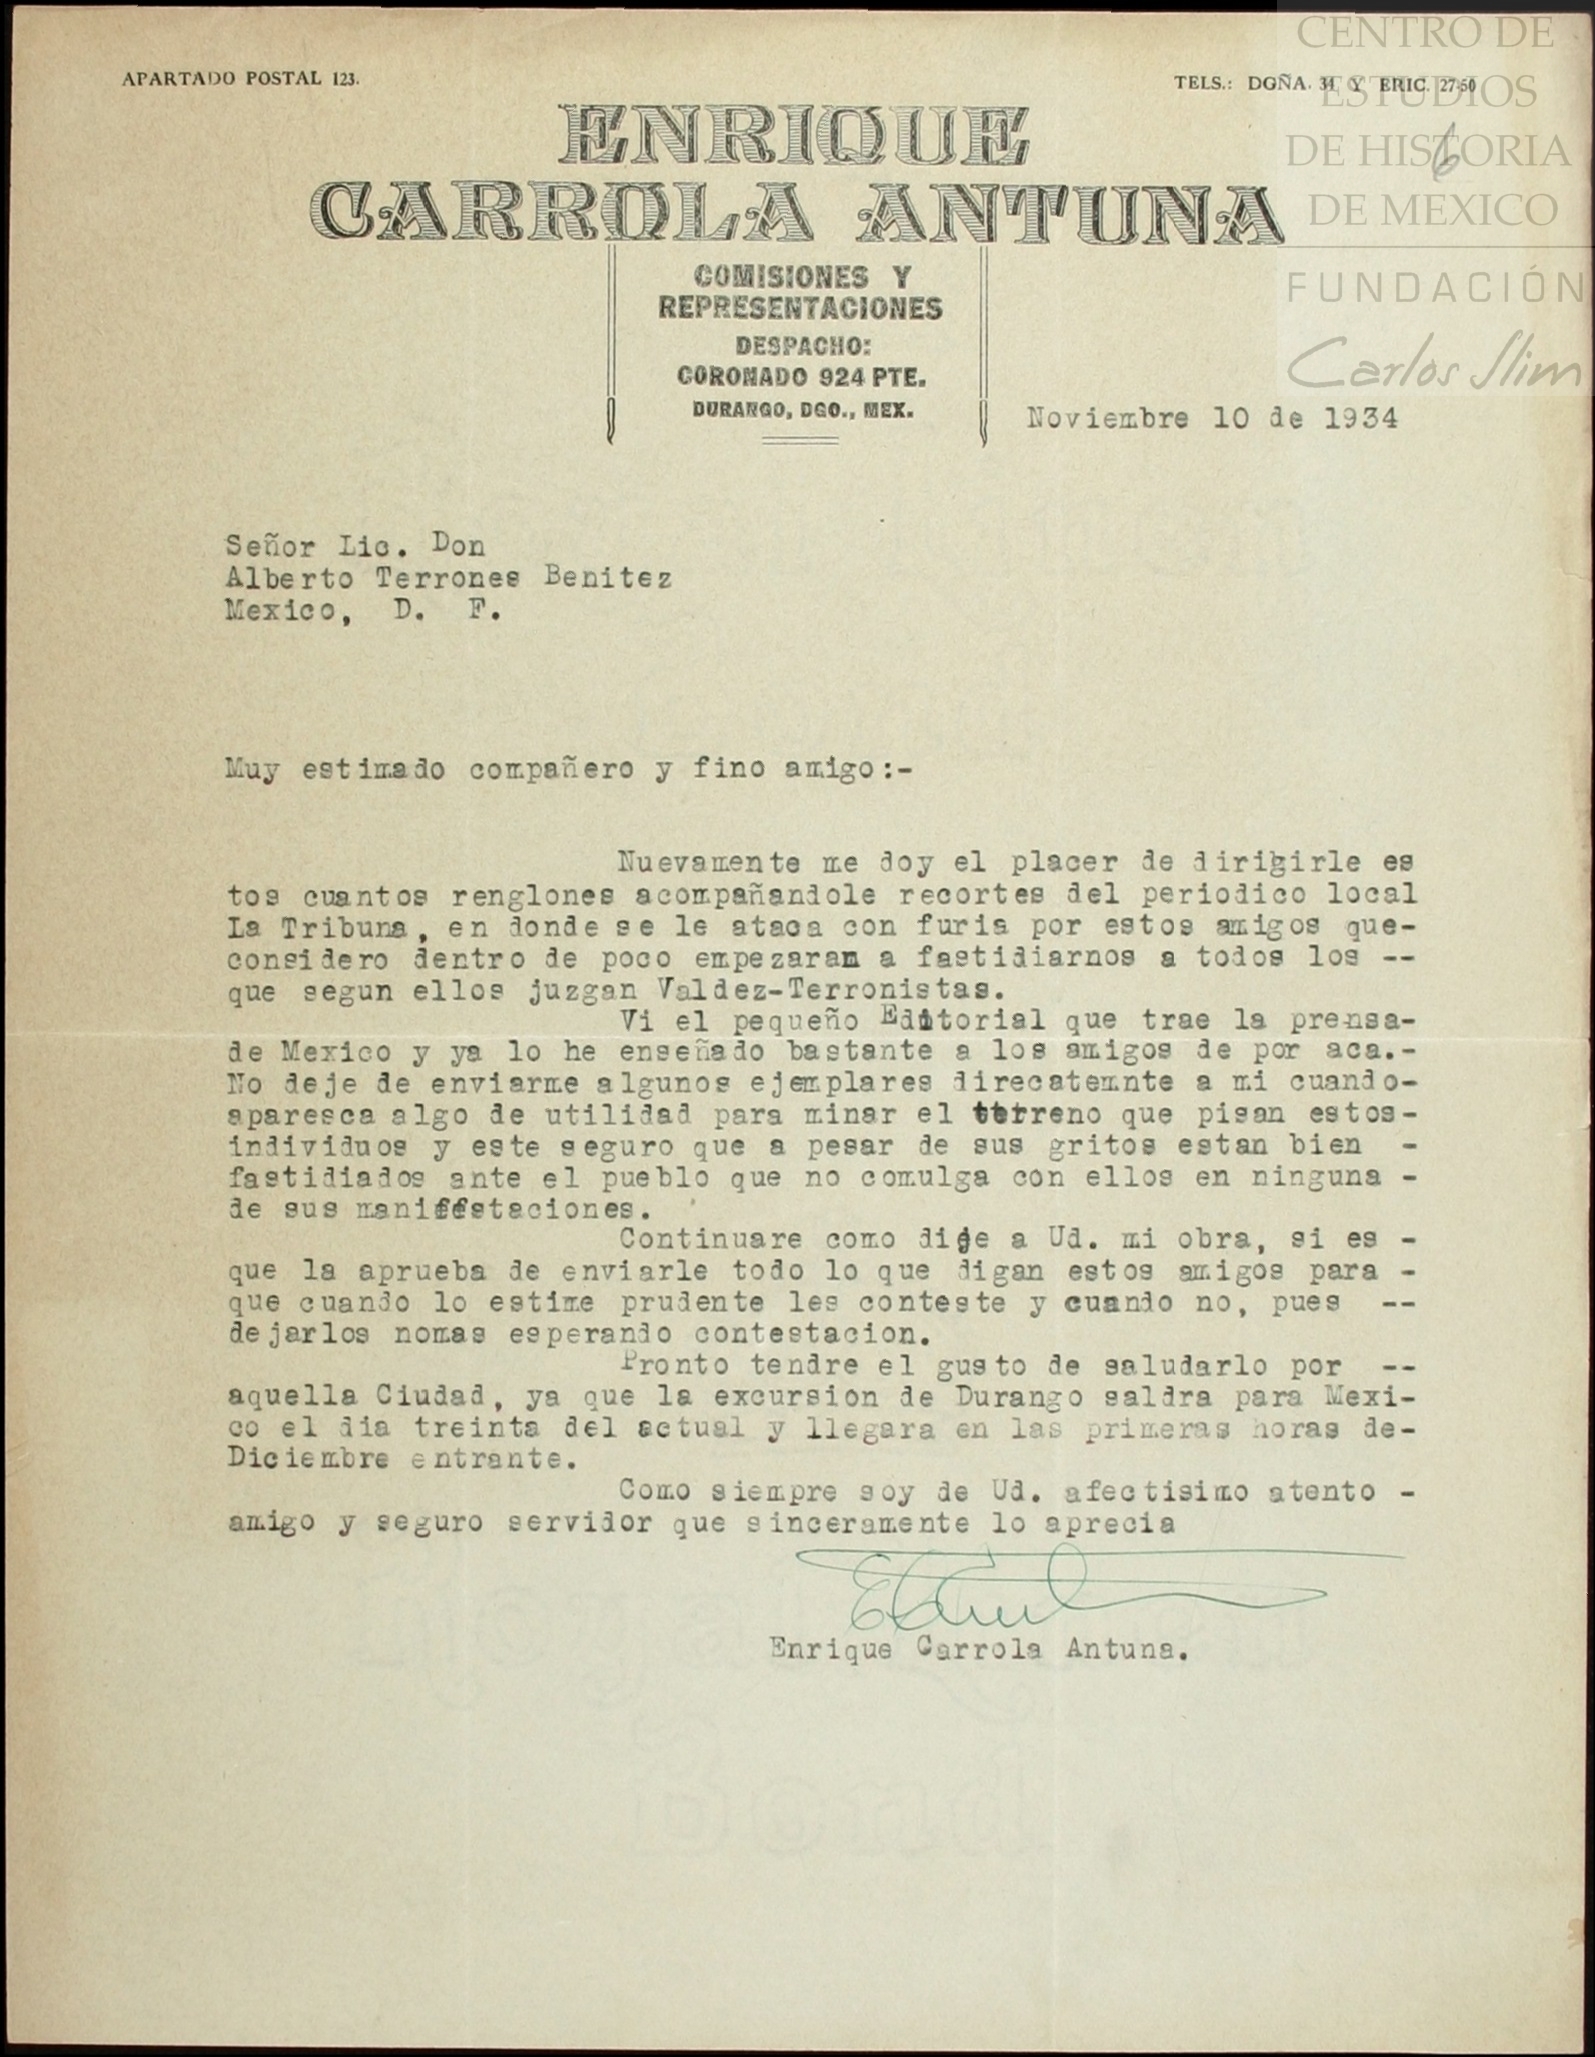 CENTRO DE
ESTUDIOS
DE HISTORIA
DE MEXICO
FUNDACIÓN
Carlos Slim
APARTADO POSTAL 123.
TELS.: DGÑA. 34 Y ERIC. 27-50
6
ENRIQUE
CARROLA ANTUNA
COMISIONES Y
REPRESENTACIONES
DESPACHO:
CORONADO 924 PTE.
DURANGO, DGO., MEX.
Noviembre 10 de 1934
Señor Lic. Don
Alberto Terrones Benitez
Mexico, D. F.
Muy estimado compañero y fino amigo:-
Nuevamente me doy el placer de dirigirle es
tos cuantos renglones acompañandole recortes del periodico local
La Tribuna, en donde se le ataca con furia por estos amigos que-
considero dentro de poco empezaran a fastidiarnos a todos los --
que segun ellos juzgan Valdez-Terronistas.
Vi el pequeño Editorial que trae la prensa-
de Mexico y ya lo he enseñado bastante a los amigos de por aca.-
No deje de enviarme algunos ejemplares direcatemnte a mi cuando-
aparesca algo de utilidad para minar el terreno que pisan estos-
individuos y este seguro que a pesar de sus gritos estan bien -
fastidiados ante el pueblo que no comulga con ellos en ninguna -
de sus manifestaciones.
Continuare como dije a Ud. mi obra, si es -
que la aprueba de enviarle todo lo que digan estos amigos para -
que cuando lo estime prudente les conteste y cuando no, pues --
dejarlos nomas esperando contestacion.
Pronto tendre el gusto de saludarlo por --
aquella Ciudad, ya que la excursion de Durango saldra para Mexi-
co el dia treinta del actual y llegara en las primeras horas de-
Diciembre entrante.
Como siempre soy de Ud. afectisimo atento -
amigo y seguro servidor que sinceramente lo aprecia
Enrique Carrola Antuna.